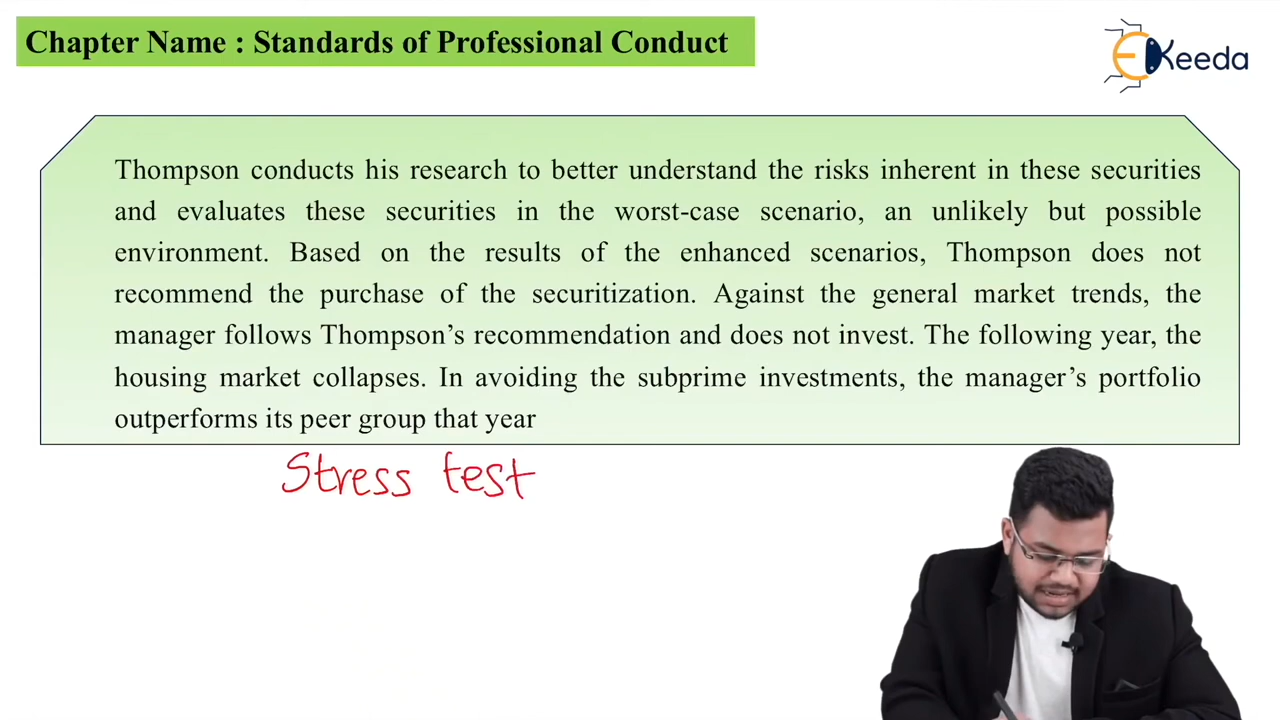 Chapter Name : Standards of Professional Conduct
EKeeda
Thompson conducts his research to better understand the risks inherent in these securities
and evaluates these securities in the worst-case scenario, an unlikely but possible
environment. Based on the results of the enhanced scenarios, Thompson does not
recommend the purchase of the securitization. Against the general market trends, the
manager follows Thompson’s recommendation and does not invest. The following year, the
housing market collapses. In avoiding the subprime investments, the manager’s portfolio
outperforms its peer group that year
Stress test